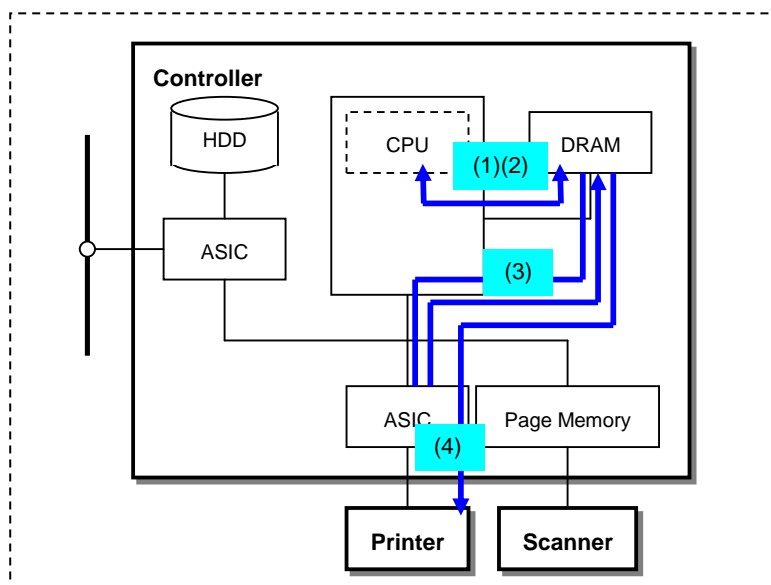 Controller
HDD
CPU
DRAM
(1)(2)
ASIC
(3)
ASIC
Page Memory
(4)
Printer
Scanner